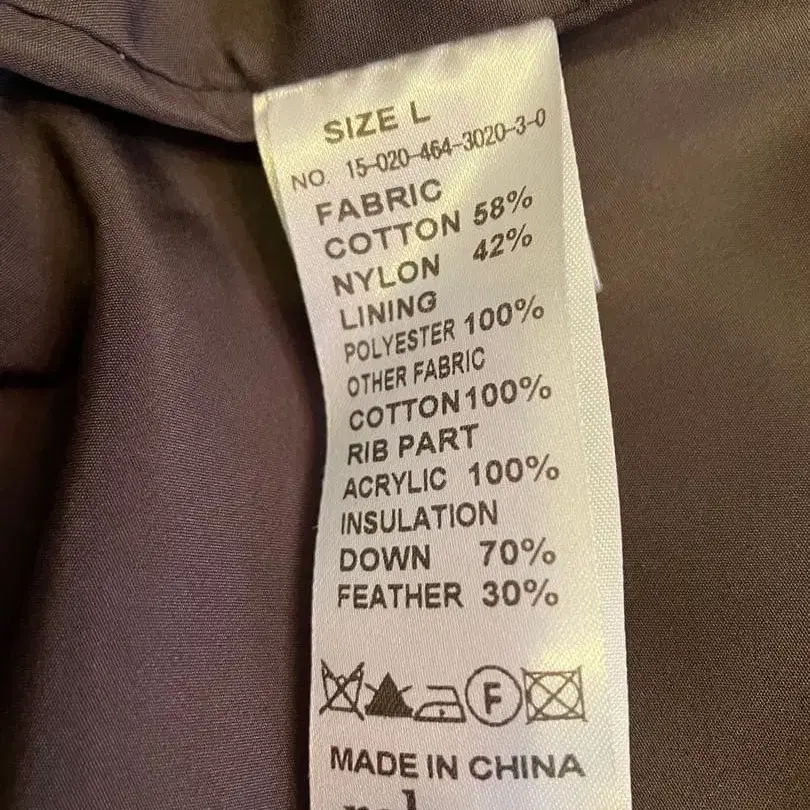 SIZE L
NO. 15-020-464-3020-3-0
FABRIC
COTTON 58%
NYLON 42%
LINING
POLYESTER 100%
OTHER FABRIC
COTTON 100%
RIB PART
ACRYLIC 100%
INSULATION
DOWN 70%
FEATHER 30%
F
MADE IN CHINA